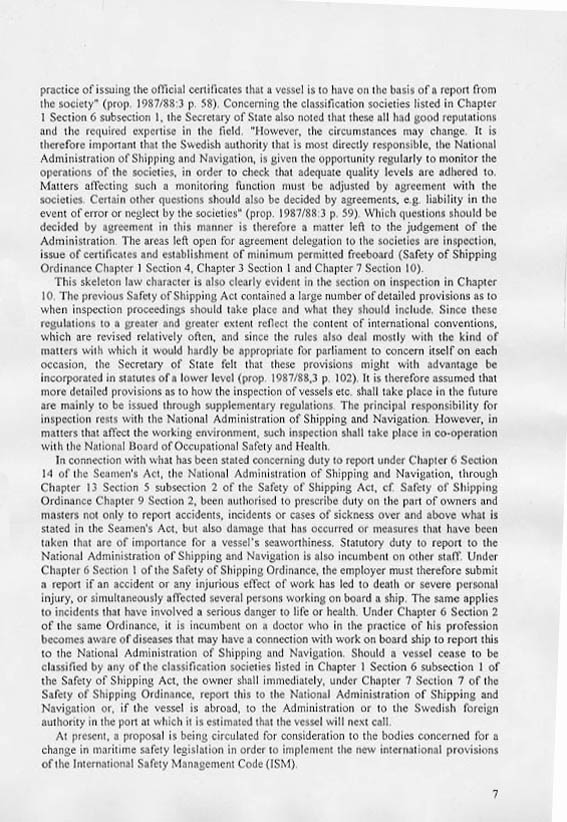 practice of issuing the official certificates that a vessel is to have on the basis of a report from
the society" (prop. 1987/88:3 p. 58). Concerning the classification societies listed in Chapter
1 Section 6 subsection 1, the Secretary of State also noted that these all had good reputations
and the required expertise in the field. "However, the circumstances may change. It is
therefore important that the Swedish authority that is most directly responsible, the National
Administration of Shipping and Navigation, is given the opportunity regularly to monitor the
operations of the societies, in order to check that adequate quality levels are adhered to.
Matters affecting such a monitoring function must be adjusted by agreement with the
societies. Certain other questions should also be decided by agreements, e.g. liability in the
event of error or neglect by the societies" (prop. 1987/88:3 p. 59). Which questions should be
decided by agreement in this manner is therefore a matter left to the judgement of the
Administration. The areas left open for agreement delegation to the societies are inspection,
issue of certificates and establishment of minimum permitted freeboard (Safety of Shipping
Ordinance Chapter 1 Section 4, Chapter 3 Section 1 and Chapter 7 Section 10).
This skeleton law character is also clearly evident in the section on inspection in Chapter
10. The previous Safety of Shipping Act contained a large number of detailed provisions as to
when inspection proceedings should take place and what they should include. Since these
regulations to a greater and greater extent reflect the content of international conventions,
which are revised relatively often, and since the rules also deal mostly with the kind of
matters with which it would hardly be appropriate for parliament to concern itself on each
occasion, the Secretary of State felt that these provisions might with advantage be
incorporated in statutes of a lower level (prop. 1987/88,3 p. 102). It is therefore assumed that
more detailed provisions as to how the inspection of vessels etc. shall take place in the future
are mainly to be issued through supplementary regulations. The principal responsibility for
inspection rests with the National Administration of Shipping and Navigation. However, in
matters that affect the working environment, such inspection shall take place in co-operation
with the National Board of Occupational Safety and Health.
In connection with what has been stated concerning duty to report under Chapter 6 Section
14 of the Seamen's Act, the National Administration of Shipping and Navigation, through
Chapter 13 Section 5 subsection 2 of the Safety of Shipping Act, cf. Safety of Shipping
Ordinance Chapter 9 Section 2, been authorised to prescribe duty on the part of owners and
masters not only to report accidents, incidents or cases of sickness over and above what is
stated in the Seamen's Act, but also damage that has occurred or measures that have been
taken that are of importance for a vessel's seaworthiness. Statutory duty to report to the
National Administration of Shipping and Navigation is also incumbent on other staff. Under
Chapter 6 Section 1 of the Safety of Shipping Ordinance, the employer must therefore submit
a report if an accident or any injurious effect of work has led to death or severe personal
injury, or simultaneously affected several persons working on board a ship. The same applies
to incidents that have involved a serious danger to life or health. Under Chapter 6 Section 2
of the same Ordinance, it is incumbent on a doctor who in the practice of his profession
becomes aware of diseases that may have a connection with work on board ship to report this
to the National Administration of Shipping and Navigation. Should a vessel cease to be
classified by any of the classification societies listed in Chapter 1 Section 6 subsection 1 of
the Safety of Shipping Act, the owner shall immediately, under Chapter 7 Section 7 of the
Safety of Shipping Ordinance, report this to the National Administration of Shipping and
Navigation or, if the vessel is abroad, to the Administration or to the Swedish foreign
authority in the port at which it is estimated that the vessel will next call.
At present, a proposal is being circulated for consideration to the bodies concerned for a
change in maritime safety legislation in order to implement the new international provisions
of the International Safety Management Code (ISM).
7